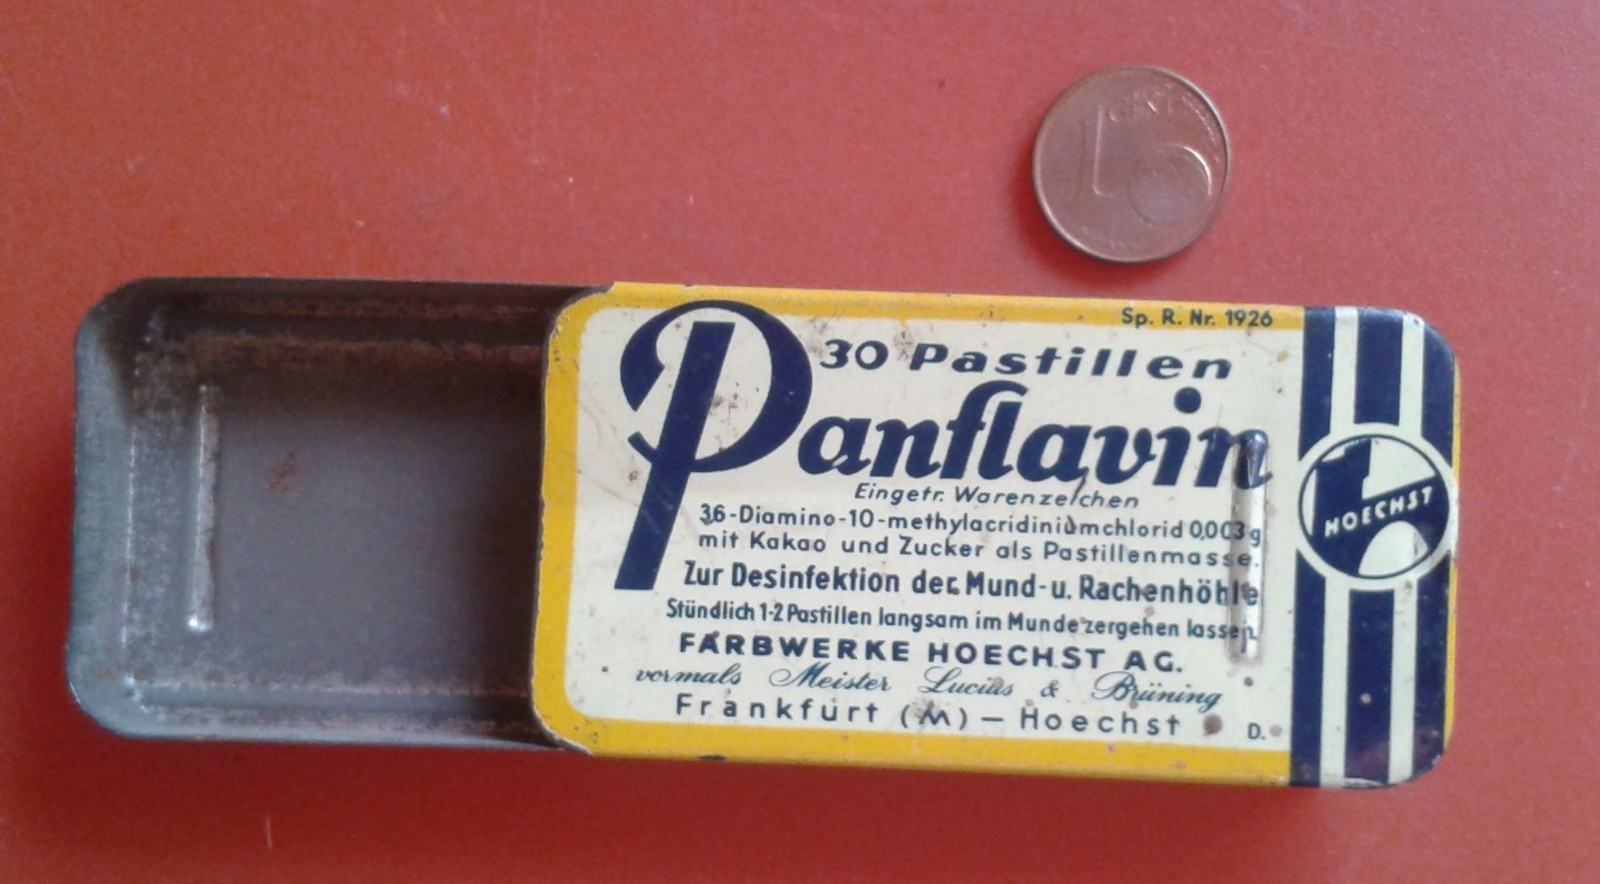 1 CENT
Sp. R. Nr. 1926
30 Pastillen
Panflavin
Eingetr. Warenzeichen
3,6-Diamino-10-methylacridiniumchlorid 0,003g
mit Kakao und Zucker als Pastillenmasse.
Zur Desinfektion der Mund- u. Rachenhöhle
Stündlich 1-2 Pastillen langsam im Munde zergehen lassen
FARBWERKE HOECHST AG.
vormals Meister Lucius & Brüning
Frankfurt (M) — Hoechst
D.
HOECHST